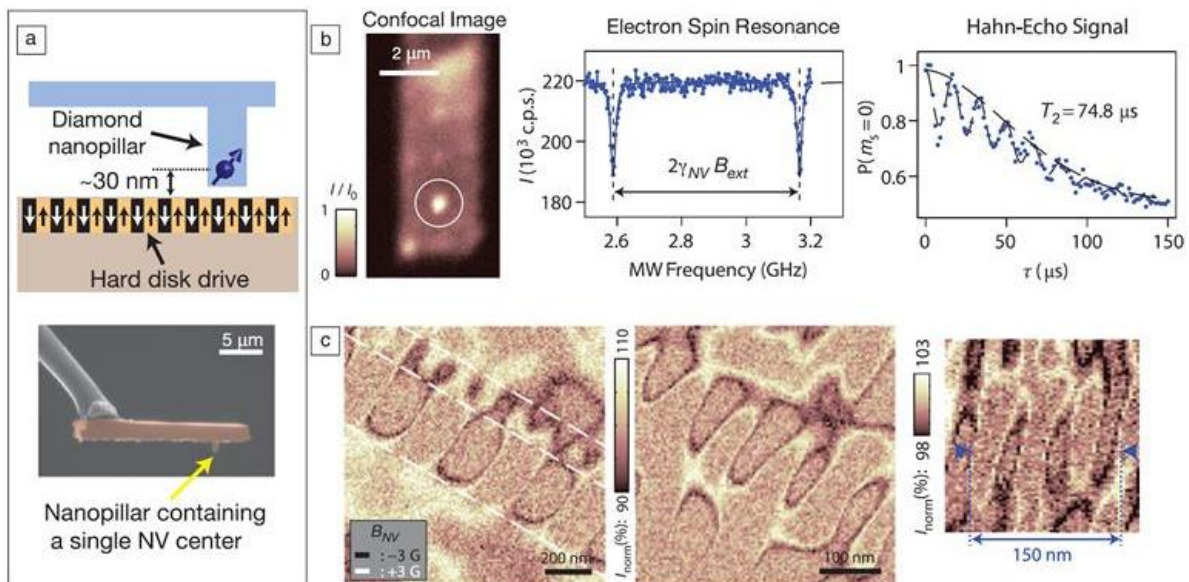 a
Diamond
nanopillar
~30 nm
Hard disk drive
5 μm
Nanopillar containing
a single NV center
b
Confocal Image
2 μm
I / I0
1
0
Electron Spin Resonance
I (10³ c.p.s.)
220
200
180
2γNV Bext
2.6
2.8
3
3.2
MW Frequency (GHz)
Hahn-Echo Signal
P(ms = 0)
1
0.8
0.6
T2 = 74.8 μs
0
50
100
150
τ (μs)
c
BNV
: −3 G
: +3 G
200 nm
Inorm(%): 90
110
100 nm
Inorm(%): 98
103
150 nm